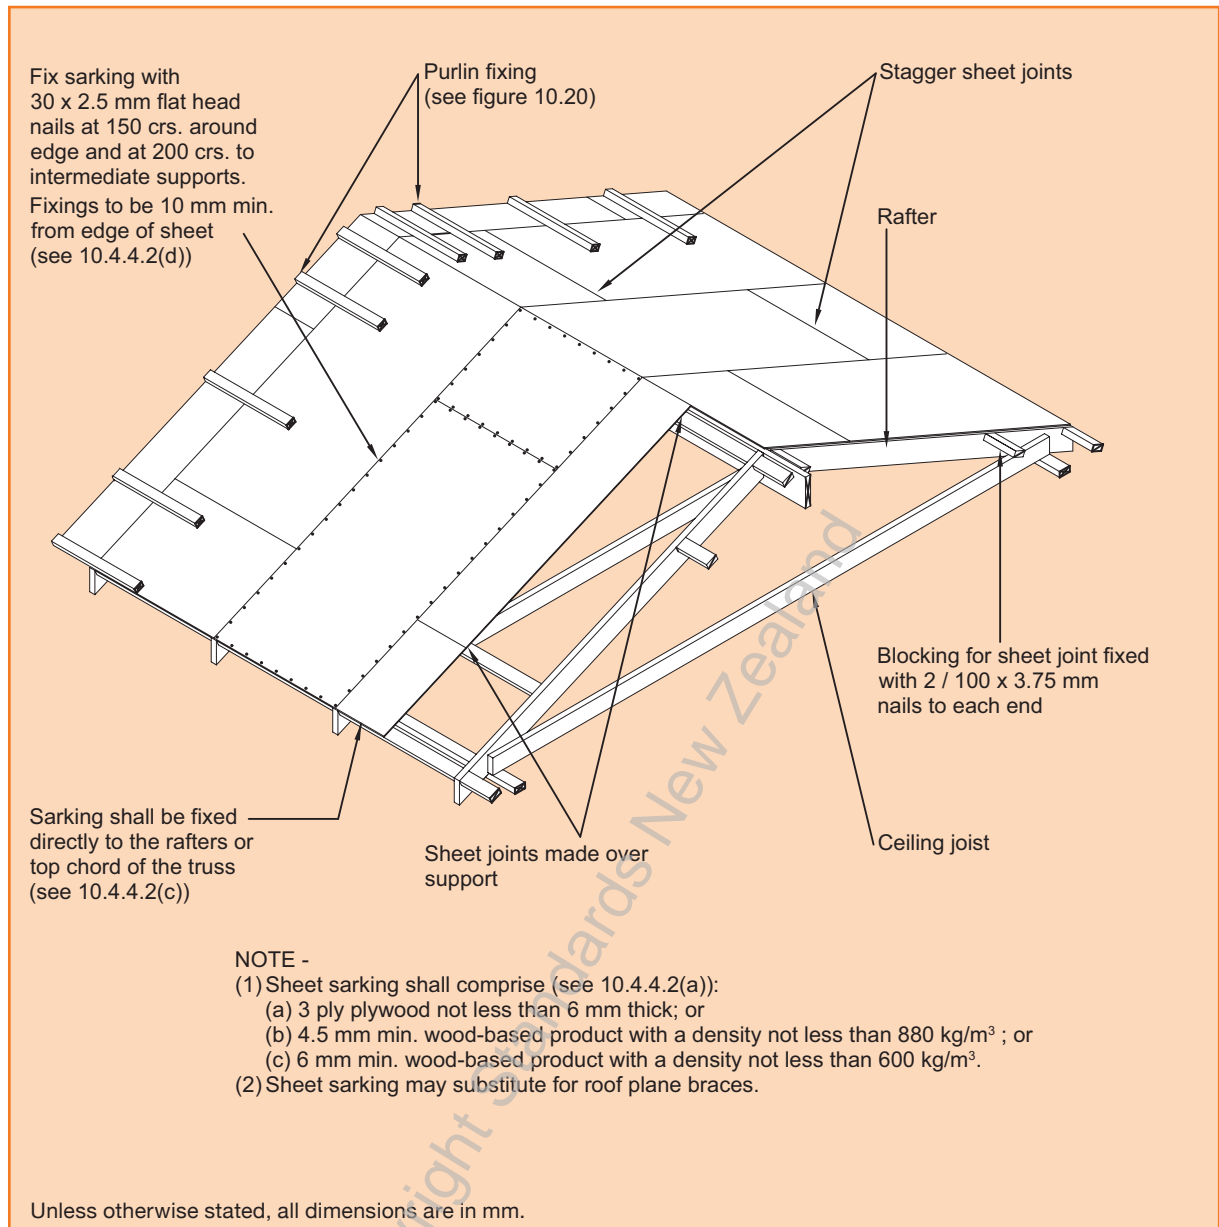 Fix sarking with
30 x 2.5 mm flat head
nails at 150 crs. around
edge and at 200 crs. to
intermediate supports.
Fixings to be 10 mm min.
from edge of sheet
(see 10.4.4.2(d))
Purlin fixing
(see figure 10.20)
Stagger sheet joints
Rafter
Blocking for sheet joint fixed
with 2 / 100 x 3.75 mm
nails to each end
Ceiling joist
Sheet joints made over
support
Sarking shall be fixed
directly to the rafters or
top chord of the truss
(see 10.4.4.2(c))
NOTE -
(1) Sheet sarking shall comprise (see 10.4.4.2(a)):
(a) 3 ply plywood not less than 6 mm thick; or
(b) 4.5 mm min. wood-based product with a density not less than 880 kg/m³ ; or
(c) 6 mm min. wood-based product with a density not less than 600 kg/m³.
(2) Sheet sarking may substitute for roof plane braces.
Unless otherwise stated, all dimensions are in mm.
Standards New Zealand